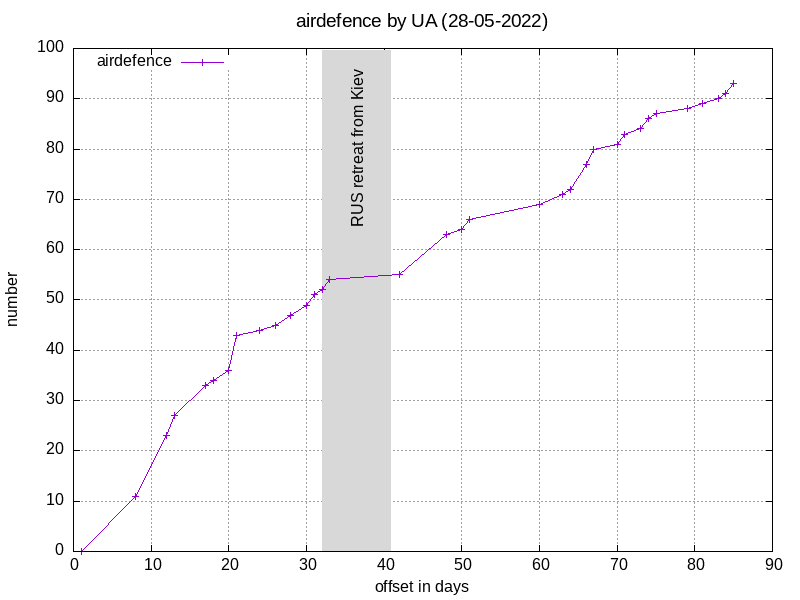 airdefence by UA (28-05-2022)
100
90
80
70
60
50
40
30
20
10
0
number
airdefence
RUS retreat from Kiev
0 10 20 30 40 50 60 70 80 90
offset in days